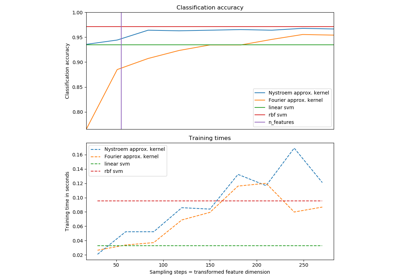 Classification accuracy
1.00
0.95
0.90
0.85
0.80
Classification accuracy
Nystroem approx. kernel
Fourier approx. kernel
linear svm
rbf svm
n_features
Training times
Nystroem approx. kernel
Fourier approx. kernel
linear svm
rbf svm
0.16
0.14
0.12
0.10
0.08
0.06
0.04
0.02
Training time in seconds
50
100
150
200
250
Sampling steps = transformed feature dimension